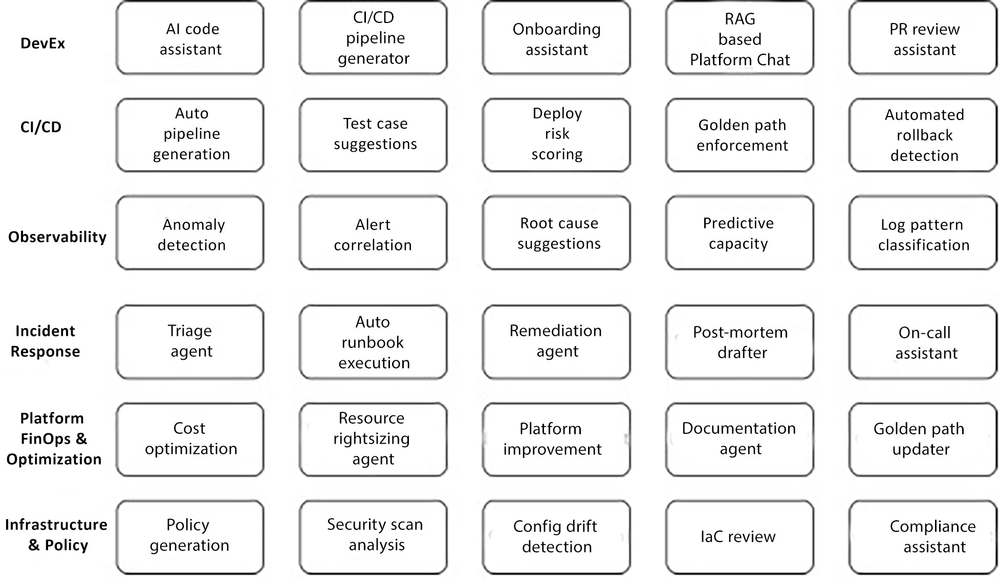 DevEx
AI code
assistant
CI/CD
pipeline
generator
Onboarding
assistant
RAG
based
Platform Chat
PR review
assistant
CI/CD
Auto
pipeline
generation
Test case
suggestions
Deploy
risk
scoring
Golden path
enforcement
Automated
rollback
detection
Observability
Anomaly
detection
Alert
correlation
Root cause
suggestions
Predictive
capacity
Log pattern
classification
Incident
Response
Triage
agent
Auto
runbook
execution
Remediation
agent
Post-mortem
drafter
On-call
assistant
Platform
FinOps &
Optimization
Cost
optimization
Resource
rightsizing
agent
Platform
improvement
Documentation
agent
Golden path
updater
Infrastructure
& Policy
Policy
generation
Security scan
analysis
Config drift
detection
IaC review
Compliance
assistant